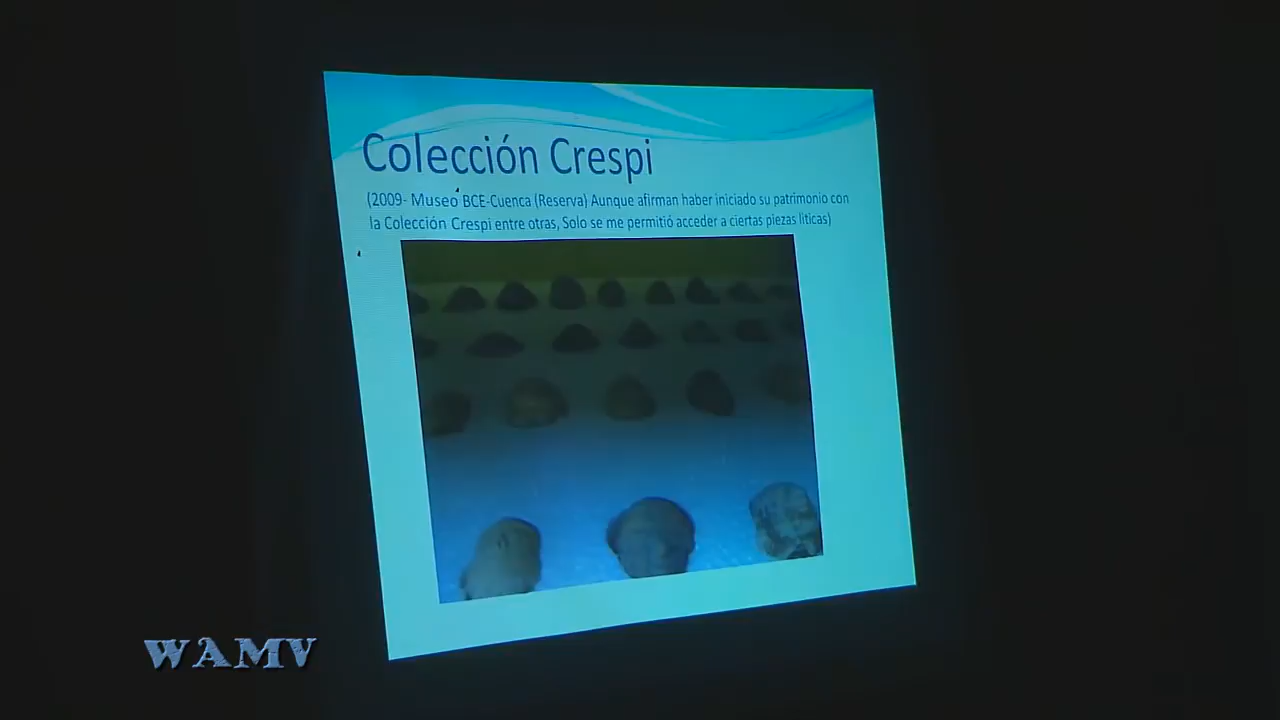 Colección Crespi
(2009- Museo BCE-Cuenca (Reserva) Aunque afirman haber iniciado su patrimonio con
la Colección Crespi entre otras, Solo se me permitió acceder a ciertas piezas líticas)
WAMV